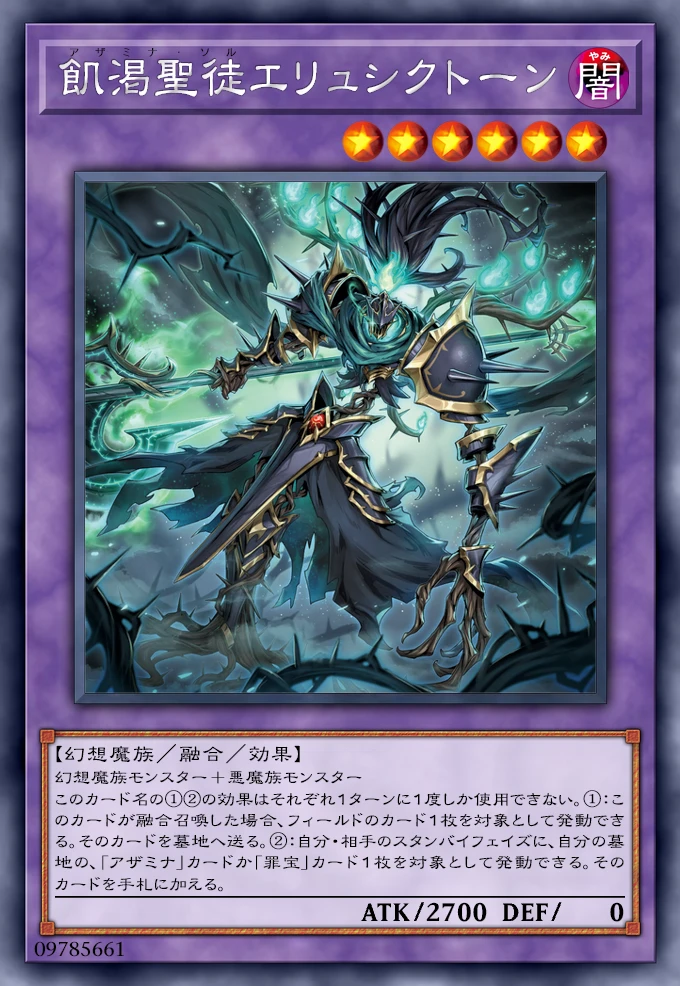 アザミナ・ソル
飢渇聖徒エリュシクトーン
やみ
闇
【幻想魔族／融合／効果】
幻想魔族モンスター＋悪魔族モンスター
このカード名の①②の効果はそれぞれ1ターンに1度しか使用できない。①：こ
のカードが融合召喚した場合、フィールドのカード1枚を対象として発動でき
る。そのカードを墓地へ送る。②：自分・相手のスタンバイフェイズに、自分の墓
地の、「アザミナ」カードか「罪宝」カード1枚を対象として発動できる。その
カードを手札に加える。
ATK/2700 DEF/ 0
09785661